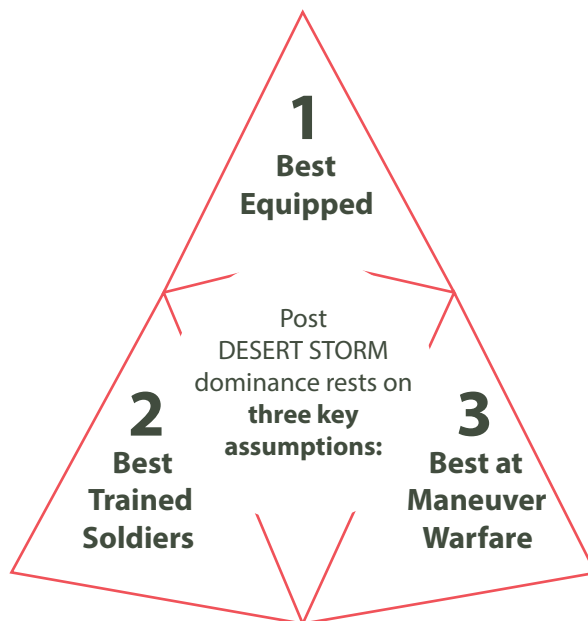 1
Best
Equipped
Post
DESERT STORM
dominance rests on
three key
assumptions:
2
Best
Trained
Soldiers
3
Best at
Maneuver
Warfare